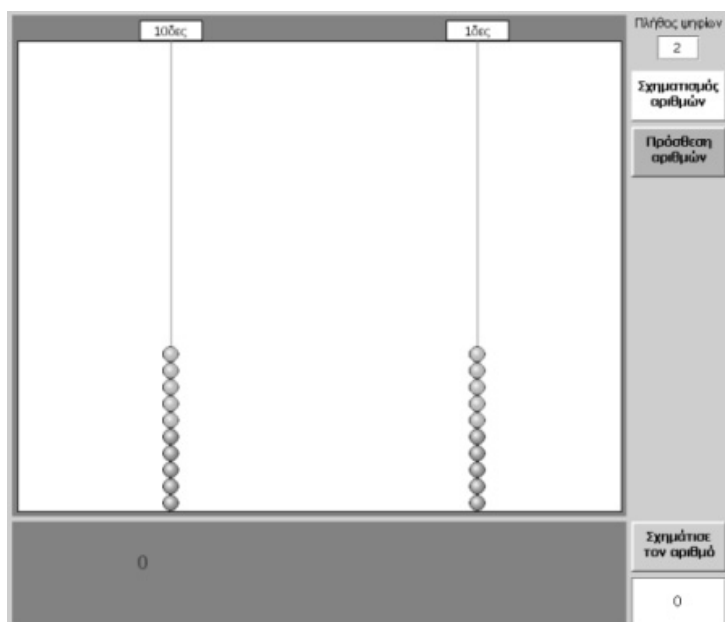 10δες
1δες
Πλήθος ψηφίων
2
Σχηματισμός
αριθμών
Πρόσθεση
αριθμών
0
Σχημάτισε
τον αριθμό
0